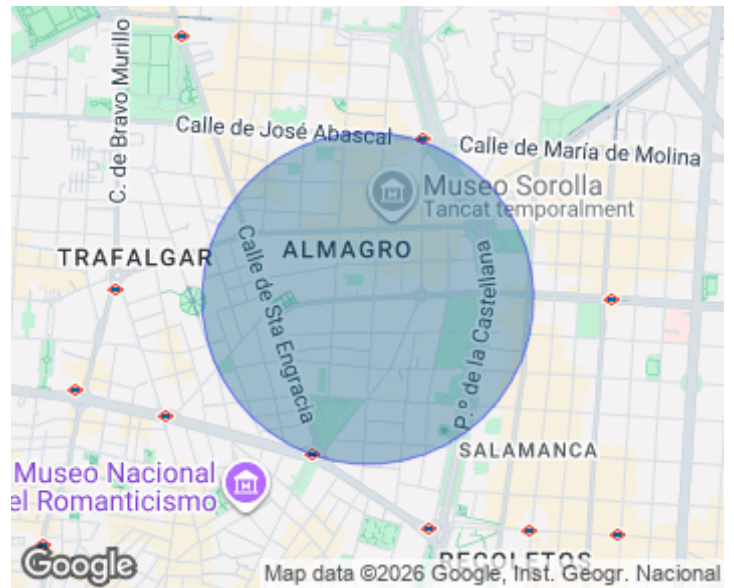 C. de Bravo Murillo
Calle de José Abascal
Calle de María de Molina
Museo Sorolla
Tancat temporalment
TRAFALGAR
ALMAGRO
Calle de Sta Engracia
P.º de la Castellana
SALAMANCA
Museo Nacional
el Romanticismo
RECOLETOS
Google
Map data ©2026 Google, Inst. Geogr. Nacional